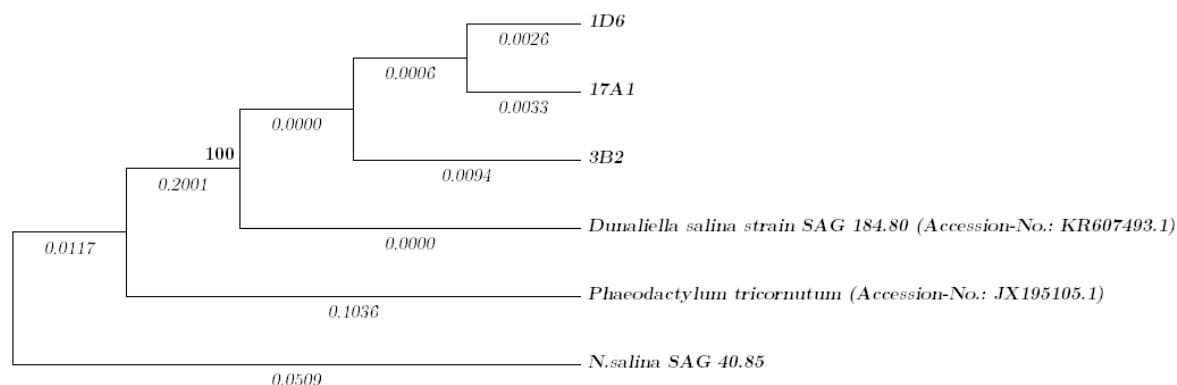 1D6
0.0026
0.0006
17A1
0.0033
0.0000
3B2
100
0.0094
0.2001
Dunaliella salina strain SAG 184.80 (Accession-No.: KR607493.1)
0.0117
0.0000
Phaeodactylum tricornutum (Accession-No.: JX195105.1)
0.1036
N.salina SAG 40.85
0.0509